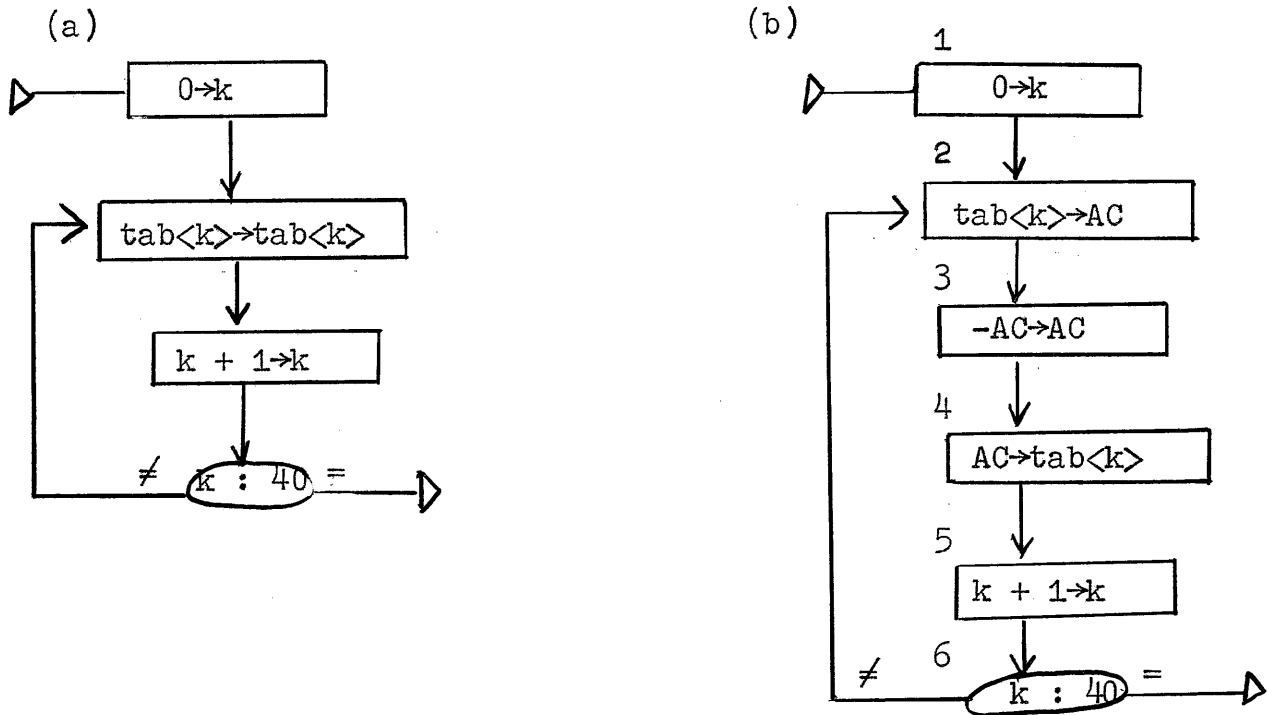 (a)
0→k
tab<k>→tab<k>
k + 1→k
≠ k : 40 =
(b)
1
0→k
2
tab<k>→AC
3
-AC→AC
4
AC→tab<k>
5
k + 1→k
6
≠ k : 40 =